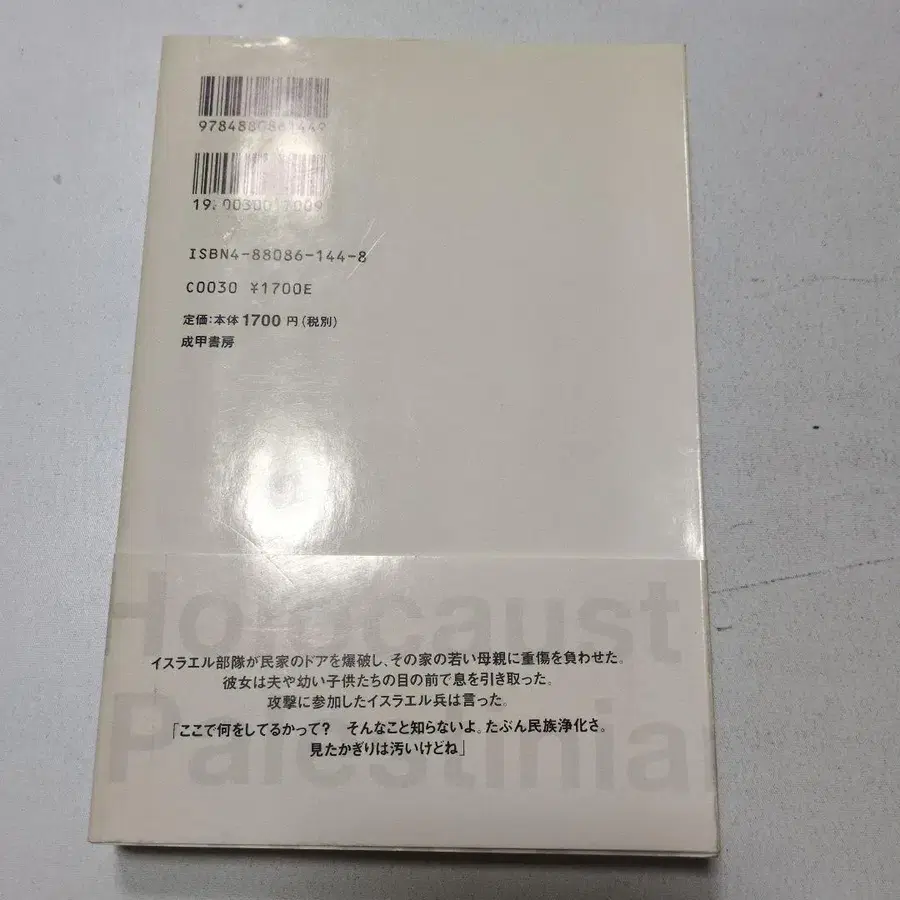 9784880861449
1920030017009
ISBN4-88086-144-8
C0030 ¥1700E
定価:本体1700円(税別)
成甲書房
Holocaust
イスラエル部隊が民家のドアを爆破し、その家の若い母親に重傷を負わせた。
彼女は夫や幼い子供たちの目の前で息を引き取った。
攻撃に参加したイスラエル兵は言った。
「ここで何をしてるかって? そんなこと知らないよ。たぶん民族浄化さ。
見たかぎりは汚いけどね」
Palestinian